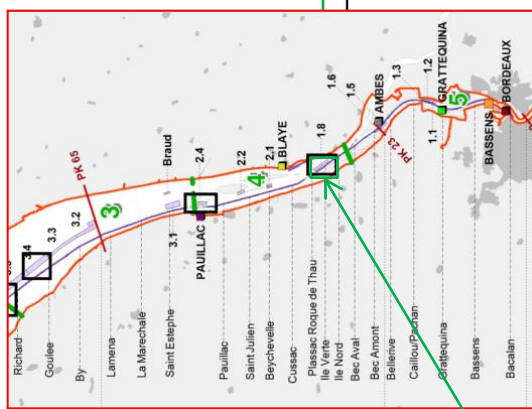 Richard
Goulee
By
Lamena
La Marechale
Saint Estephe
Pauillac
Saint Julien
Beychevelle
Cussac
Plassac Roque de Thau
Ile Verte
Ile Nord
Bec Aval
Bec Amont
Bellerive
Caillou/Pachan
Grattequina
Bassens
Bacalan
3.4
3.3
3.2
PK 65
3
3.1
Braud
2.4
PAUILLAC
2.2
2.1
4
BLAYE
1.8
1.6
1.5
AMBES
PK 23
1.3
1.2
GRATTEQUINA
1.1
5
BASSENS
BORDEAUX